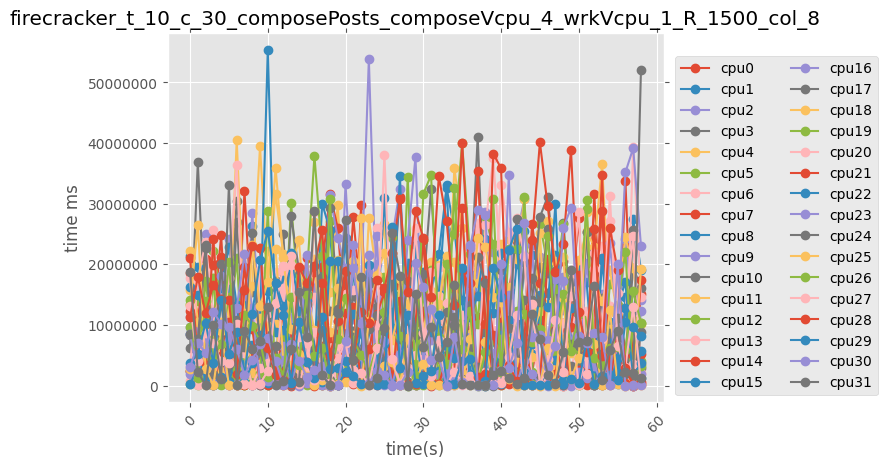 firecracker_t_10_c_30_composePosts_composeVcpu_4_wrkVcpu_1_R_1500_col_8
time ms
50000000
40000000
30000000
20000000
10000000
0
0
10
20
30
40
50
60
time(s)
cpu0
cpu1
cpu2
cpu3
cpu4
cpu5
cpu6
cpu7
cpu8
cpu9
cpu10
cpu11
cpu12
cpu13
cpu14
cpu15
cpu16
cpu17
cpu18
cpu19
cpu20
cpu21
cpu22
cpu23
cpu24
cpu25
cpu26
cpu27
cpu28
cpu29
cpu30
cpu31